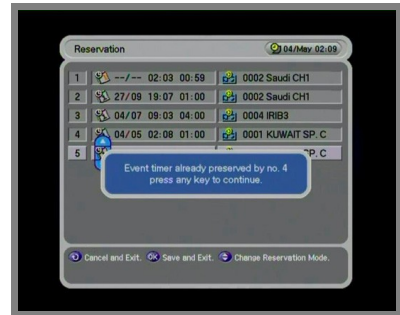 Reservation 04/May 02:09
1 --/-- 02:03 00:59 0002 Saudi CH1
2 27/09 19:07 01:00 0002 Saudi CH1
3 04/07 09:03 04:00 0004 IRIB3
4 04/05 02:08 01:00 0001 KUWAIT SP. C
5 SP. C
Event timer already preserved by no. 4
press any key to continue.
Cancel and Exit. OK Save and Exit. Change Reservation Mode.